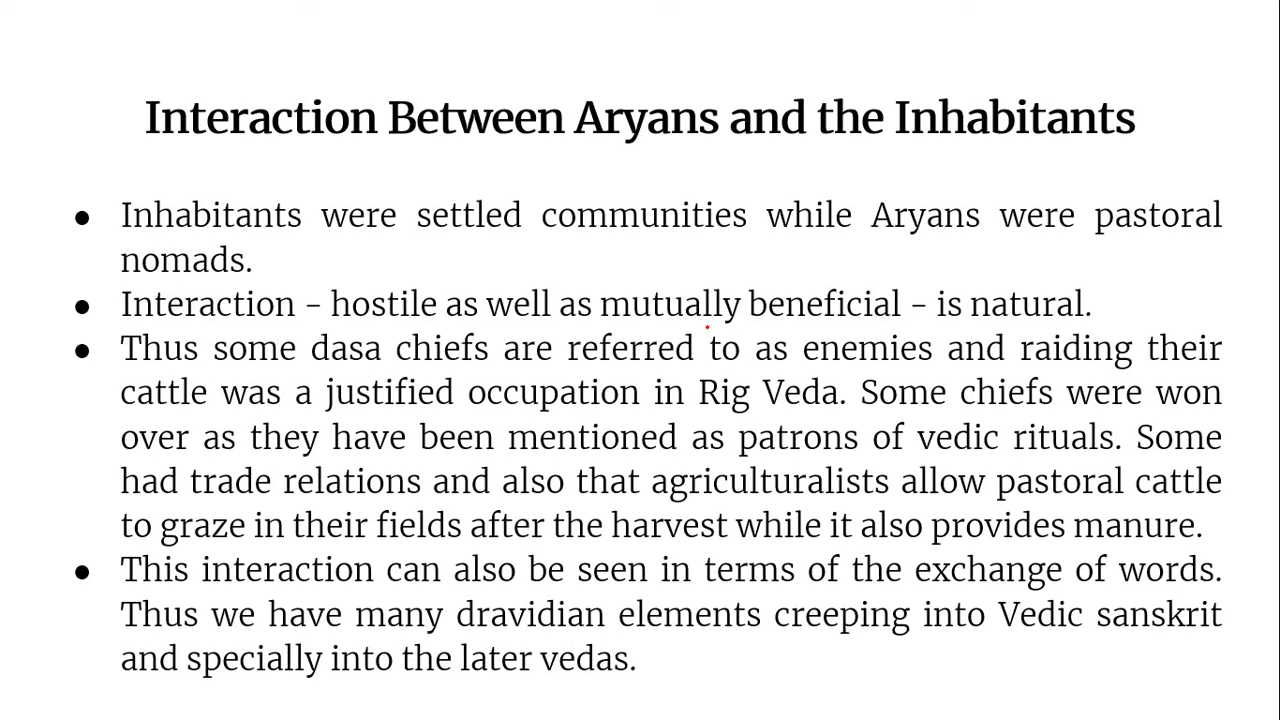 Interaction Between Aryans and the Inhabitants
● Inhabitants were settled communities while Aryans were pastoral
nomads.
● Interaction – hostile as well as mutually beneficial – is natural.
● Thus some dasa chiefs are referred to as enemies and raiding their
cattle was a justified occupation in Rig Veda. Some chiefs were won
over as they have been mentioned as patrons of vedic rituals. Some
had trade relations and also that agriculturalists allow pastoral cattle
to graze in their fields after the harvest while it also provides manure.
● This interaction can also be seen in terms of the exchange of words.
Thus we have many dravidian elements creeping into Vedic sanskrit
and specially into the later vedas.